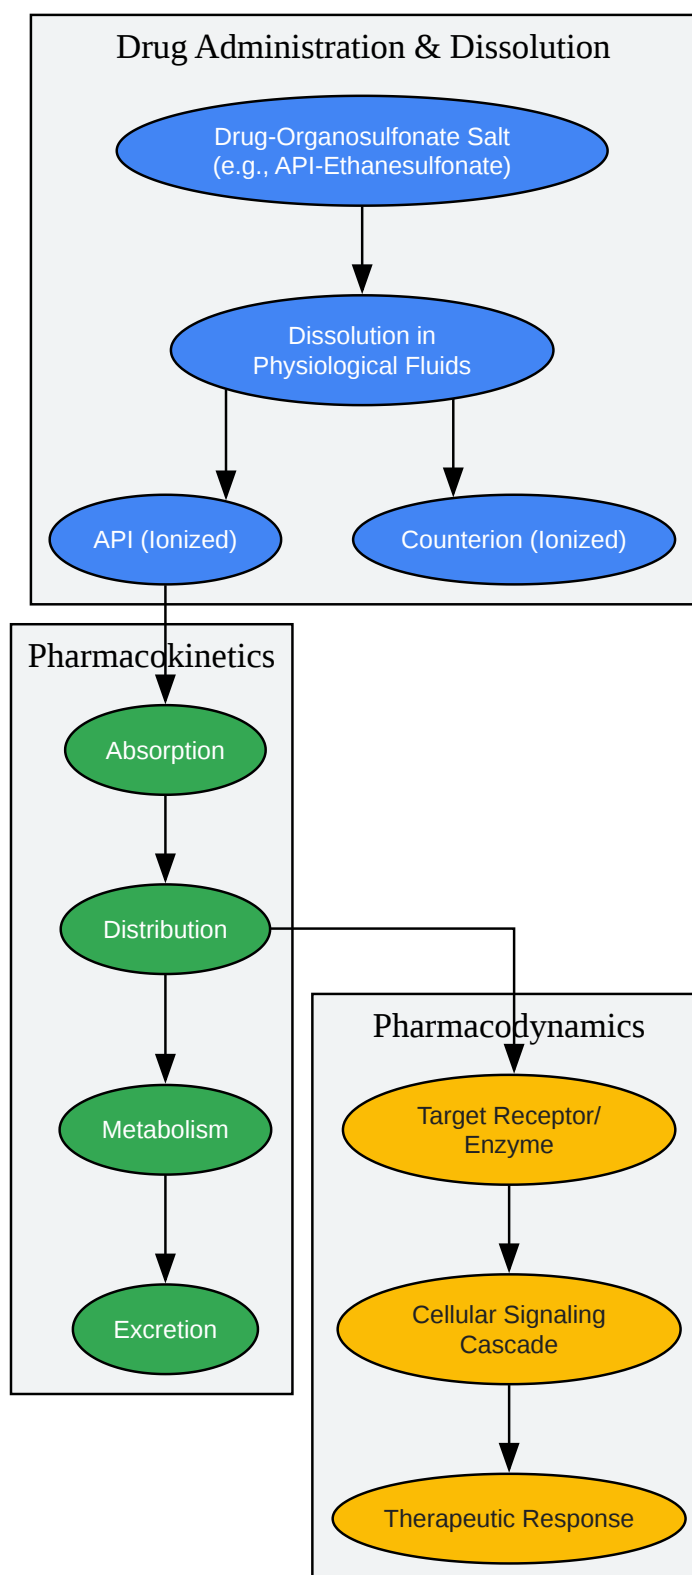 Drug Administration & Dissolution
Drug-Organosulfonate Salt
(e.g., API-Ethanesulfonate)
Dissolution in
Physiological Fluids
API (Ionized)
Counterion (Ionized)
Pharmacokinetics
Absorption
Distribution
Metabolism
Excretion
Pharmacodynamics
Target Receptor/
Enzyme
Cellular Signaling
Cascade
Therapeutic Response